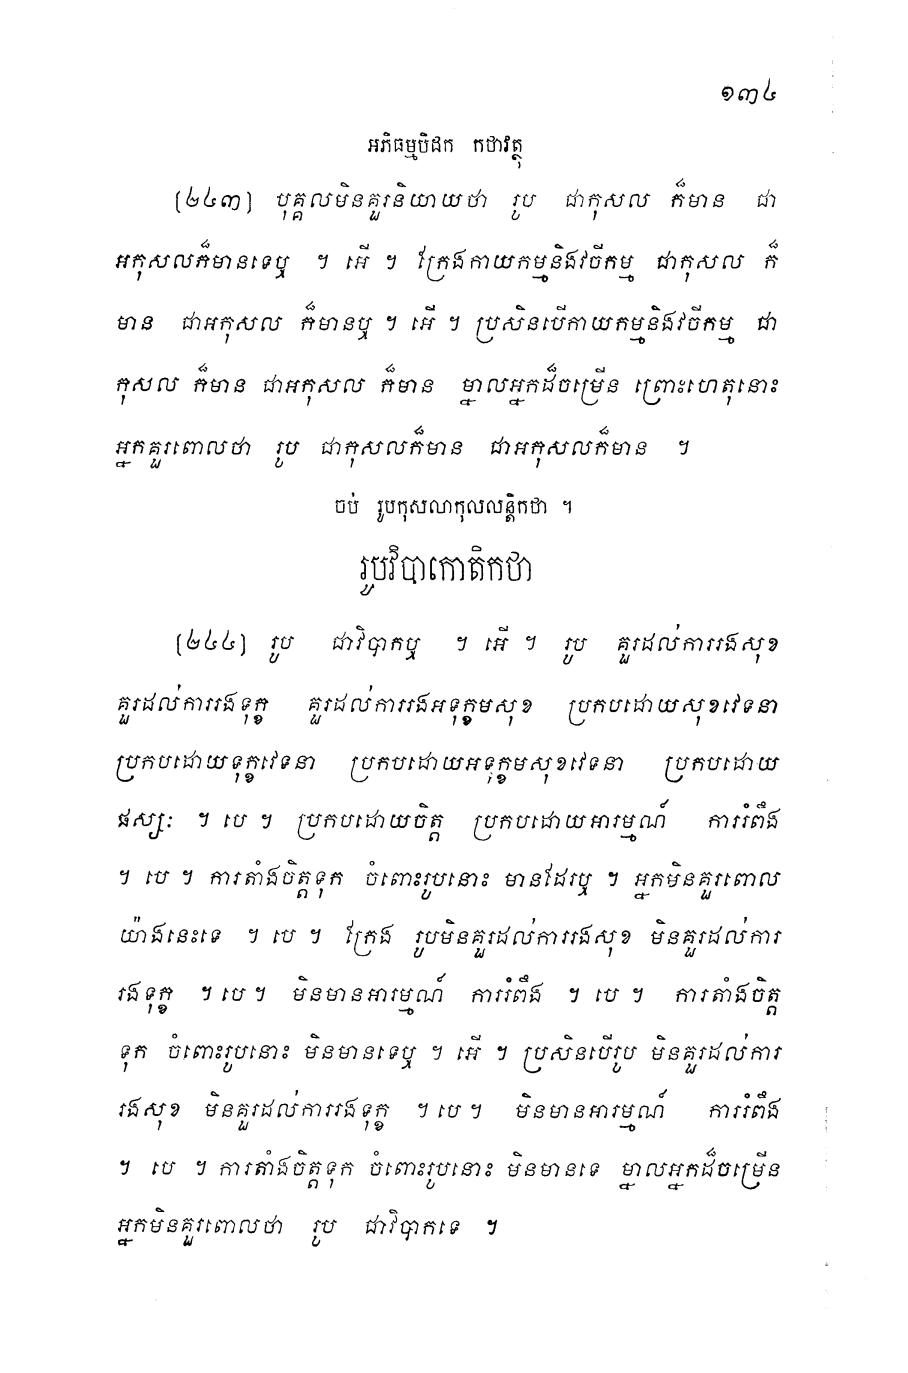 ១៣៤
អភិធម្មបិដក កថាវត្ថុ
(២៤៣) បុគ្គលមិនគួរនិយាយថា រូប ជាកុសល ក៏មាន ជា
អកុសលក៏មានទេឬ ។ អើ ។ ក្រែងកាយកម្មនិងវចីកម្ម ជាកុសល ក៏
មាន ជាអកុសល ក៏មានឬ ។ អើ ។ ប្រសិនបើកាយកម្មនិងវចីកម្ម ជា
កុសល ក៏មាន ជាអកុសល ក៏មាន ម្នាលអ្នកដ៏ចម្រើន ព្រោះហេតុនោះ
អ្នកគួរពោលថា រូប ជាកុសលក៏មាន ជាអកុសលក៏មាន ។
ចប់ រូបកុសលាកុលលន្តិកថា ។
រូបវិបាកោតិកថា
(២៤៤) រូប ជាវិបាកឬ ។ អើ ។ រូប គួរដល់ការរងសុខ
គួរដល់ការរងទុក្ខ គួរដល់ការរងអទុក្ខមសុខ ប្រកបដោយសុខវេទនា
ប្រកបដោយទុក្ខវេទនា ប្រកបដោយអទុក្ខមសុខវេទនា ប្រកបដោយ
ផស្សៈ ។ បេ ។ ប្រកបដោយចិត្ត ប្រកបដោយអារម្មណ៍ ការរំពឹង
។ បេ ។ ការតាំងចិត្តទុក ចំពោះរូបនោះ មានដែរឬ ។ អ្នកមិនគួរពោល
យ៉ាងនេះទេ ។ បេ ។ ក្រែង រូបមិនគួរដល់ការរងសុខ មិនគួរដល់ការ
រងទុក្ខ ។ បេ ។ មិនមានអារម្មណ៍ ការរំពឹង ។ បេ ។ ការតាំងចិត្ត
ទុក ចំពោះរូបនោះ មិនមានទេឬ ។ អើ ។ ប្រសិនបើរូប មិនគួរដល់ការ
រងសុខ មិនគួរដល់ការរងទុក្ខ ។ បេ ។ មិនមានអារម្មណ៍ ការរំពឹង
។ បេ ។ ការតាំងចិត្តទុក ចំពោះរូបនោះ មិនមានទេ ម្នាលអ្នកដ៏ចម្រើន
អ្នកមិនគួរពោលថា រូប ជាវិបាកទេ ។